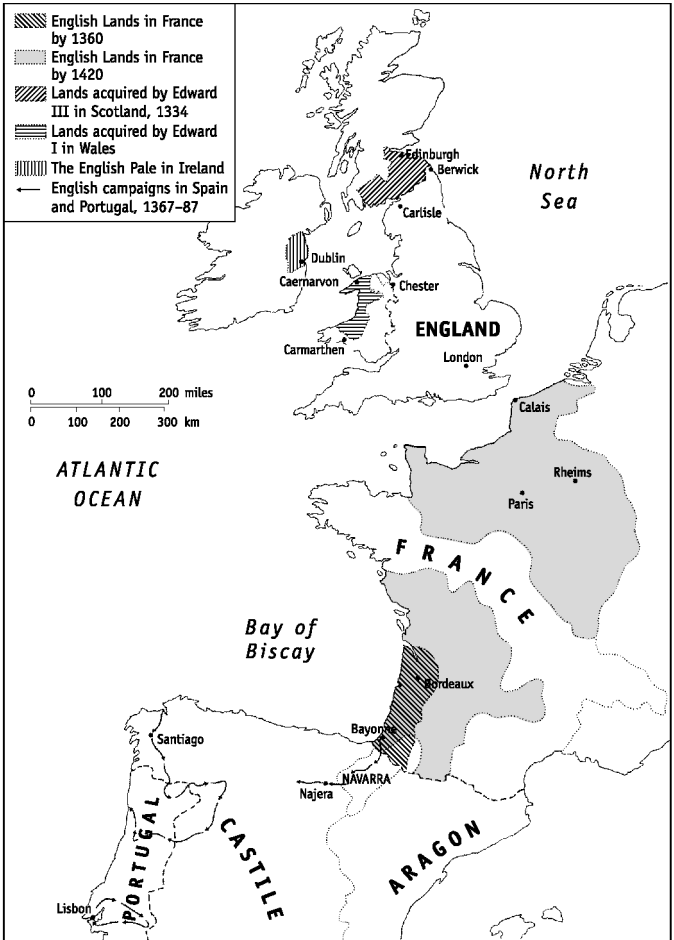 English Lands in France
by 1360
English Lands in France
by 1420
Lands acquired by Edward
III in Scotland, 1334
Lands acquired by Edward
I in Wales
The English Pale in Ireland
English campaigns in Spain
and Portugal, 1367–87
Edinburgh
Berwick
North
Sea
Carlisle
Dublin
Caernarvon
Chester
ENGLAND
Carmarthen
London
0 100 200 miles
0 100 200 300 km
Calais
ATLANTIC
OCEAN
Rheims
Paris
FRANCE
Bay of
Biscay
Bordeaux
Bayonne
Santiago
NAVARRA
Najera
PORTUGAL
CASTILE
ARAGON
Lisbon